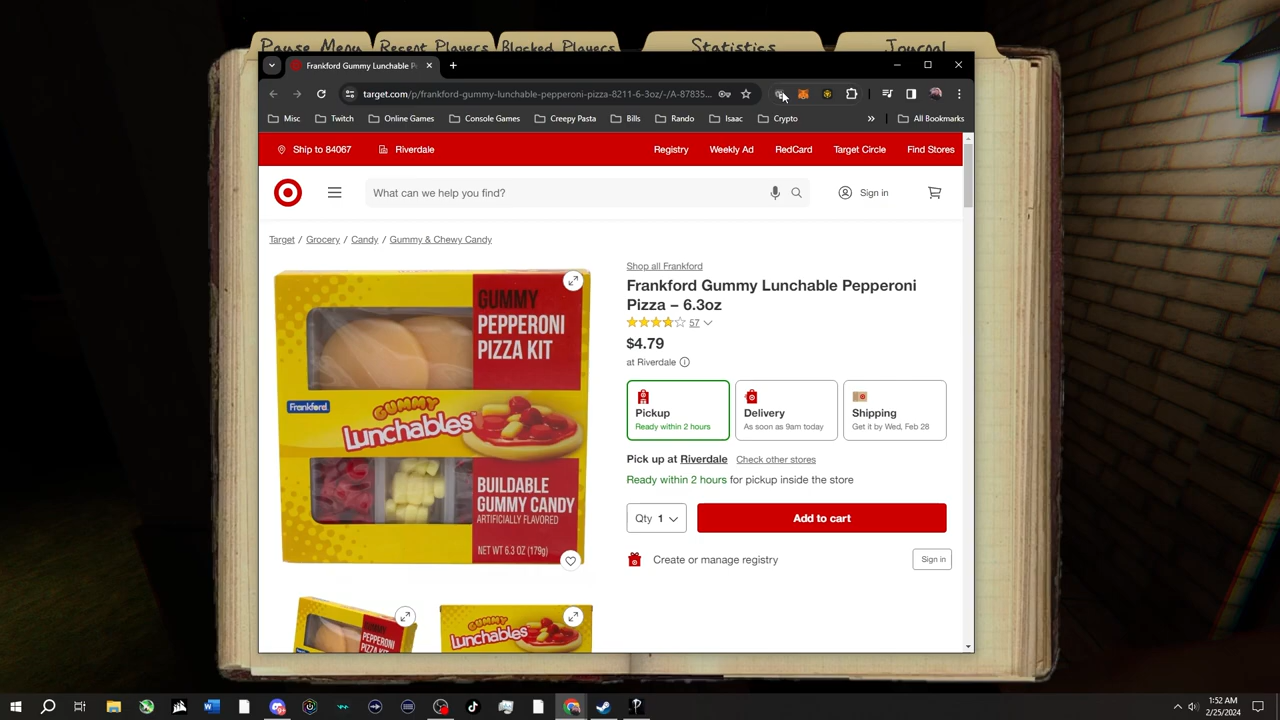 Pause Menu
Recent Players
Blocked Players
Statistics
Journal
Frankford Gummy Lunchable P
target.com/p/frankford-gummy-lunchable-pepperoni-pizza-8211-6-3oz/-/A-87835...
Misc
Twitch
Online Games
Console Games
Creepy Pasta
Bills
Rando
Isaac
Crypto
All Bookmarks
Ship to 84067
Riverdale
Registry
Weekly Ad
RedCard
Target Circle
Find Stores
What can we help you find?
Sign in
Target / Grocery / Candy / Gummy & Chewy Candy
Shop all Frankford
Frankford Gummy Lunchable Pepperoni
Pizza – 6.3oz
57
$4.79
at Riverdale
Pickup
Ready within 2 hours
Delivery
As soon as 9am today
Shipping
Get it by Wed, Feb 28
Pick up at Riverdale
Check other stores
Ready within 2 hours for pickup inside the store
Qty 1
Add to cart
Create or manage registry
Sign in
GUMMY
PEPPERONI
PIZZA KIT
Frankford
GUMMY
Lunchables
BUILDABLE
GUMMY CANDY
ARTIFICIALLY FLAVORED
NET WT 6.3 OZ (179g)
GUMMY
PEPPERONI
PIZZA KIT
GUMMY
Lunchables
1:52 AM
2/25/2024